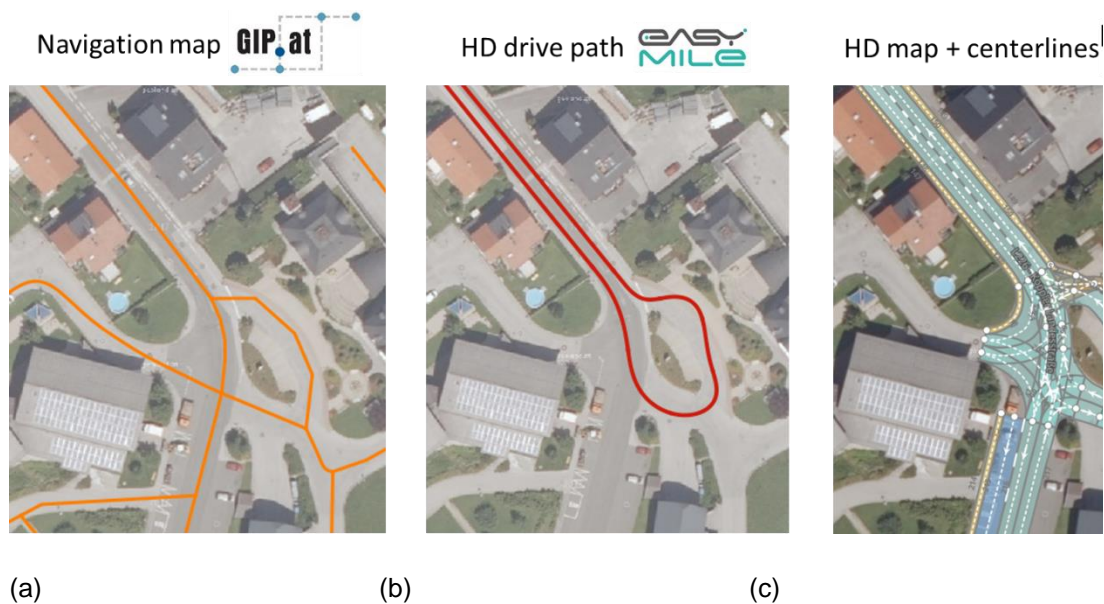 Navigation map GIP.at
HD drive path EASY MILE
HD map + centerlines
(a) (b) (c)